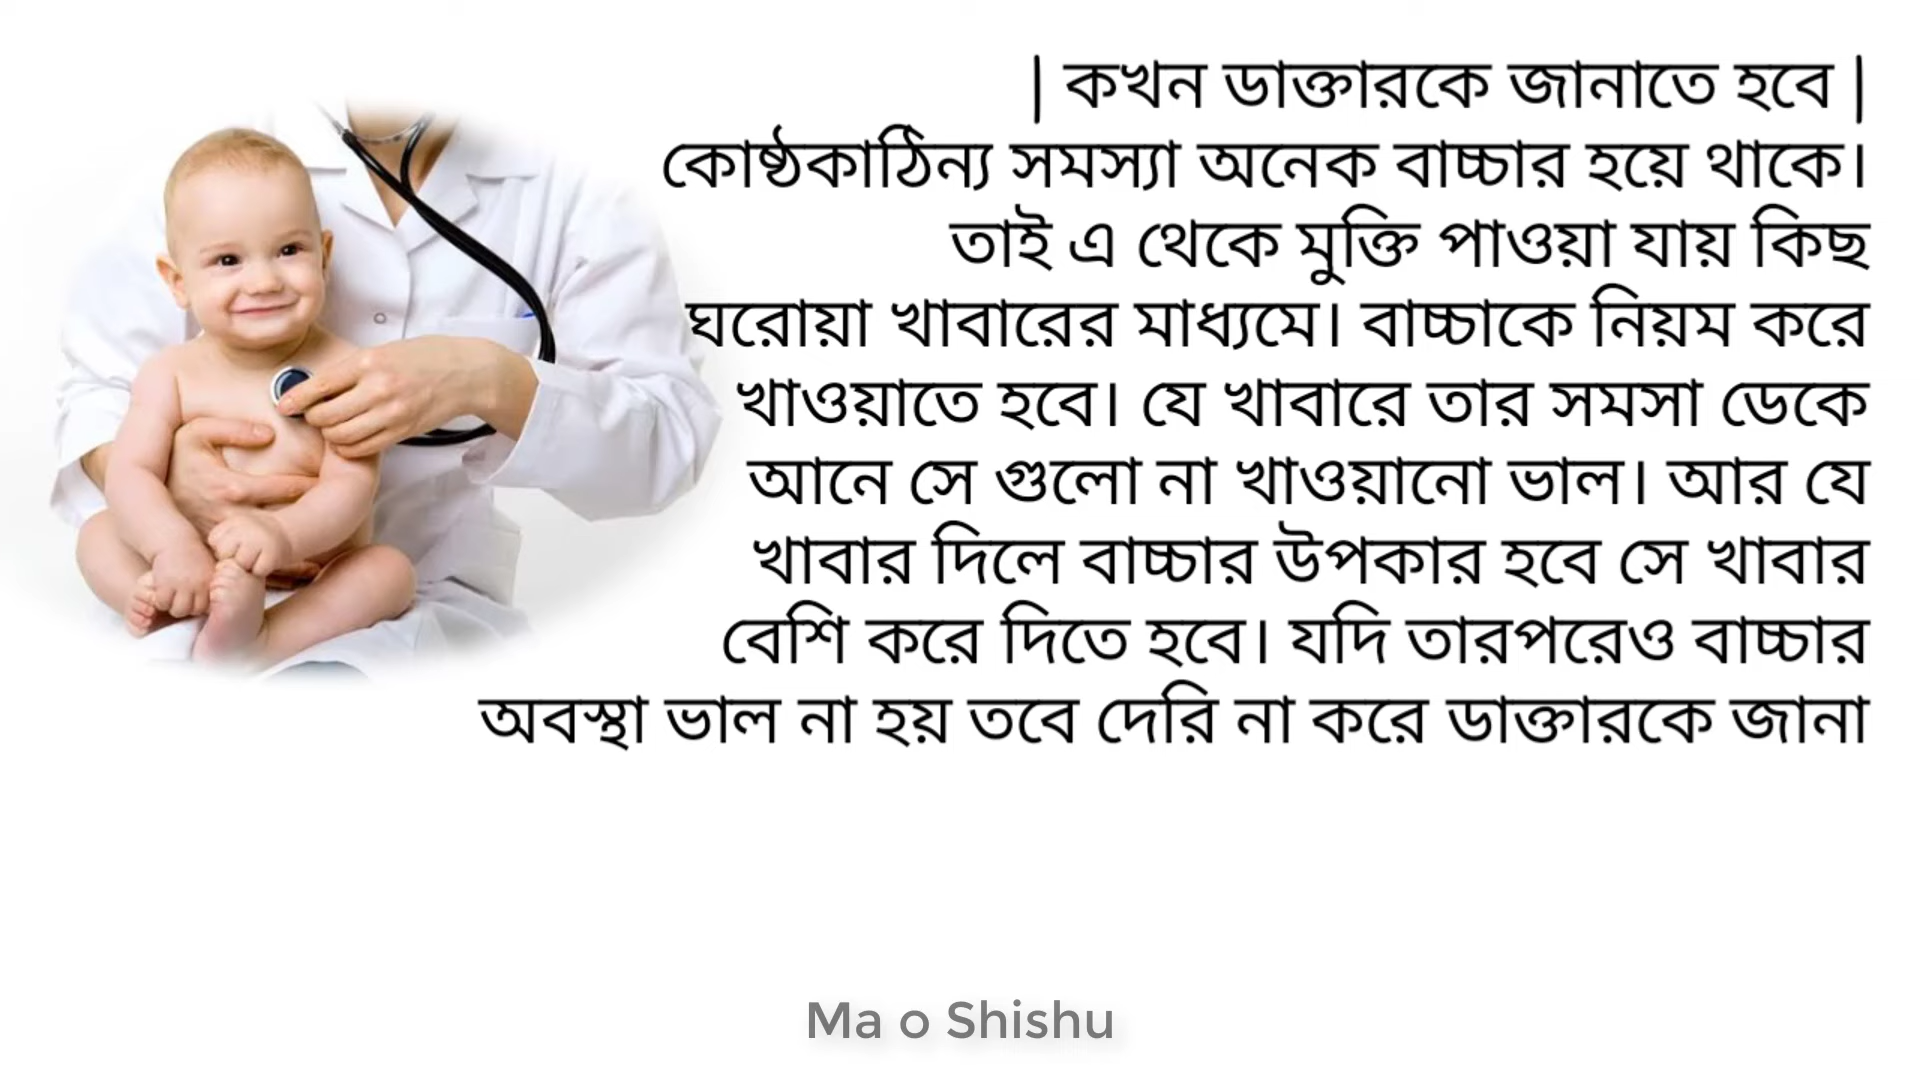 | কখন ডাক্তারকে জানাতে হবে |
কোষ্ঠকাঠিন্য সমস্যা অনেক বাচ্চার হয়ে থাকে।
তাই এ থেকে মুক্তি পাওয়া যায় কিছ
ঘরোয়া খাবারের মাধ্যমে। বাচ্চাকে নিয়ম করে
খাওয়াতে হবে। যে খাবারে তার সমসা ডেকে
আনে সে গুলো না খাওয়ানো ভাল। আর যে
খাবার দিলে বাচ্চার উপকার হবে সে খাবার
বেশি করে দিতে হবে। যদি তারপরেও বাচ্চার
অবস্থা ভাল না হয় তবে দেরি না করে ডাক্তারকে জানা
Ma o Shishu